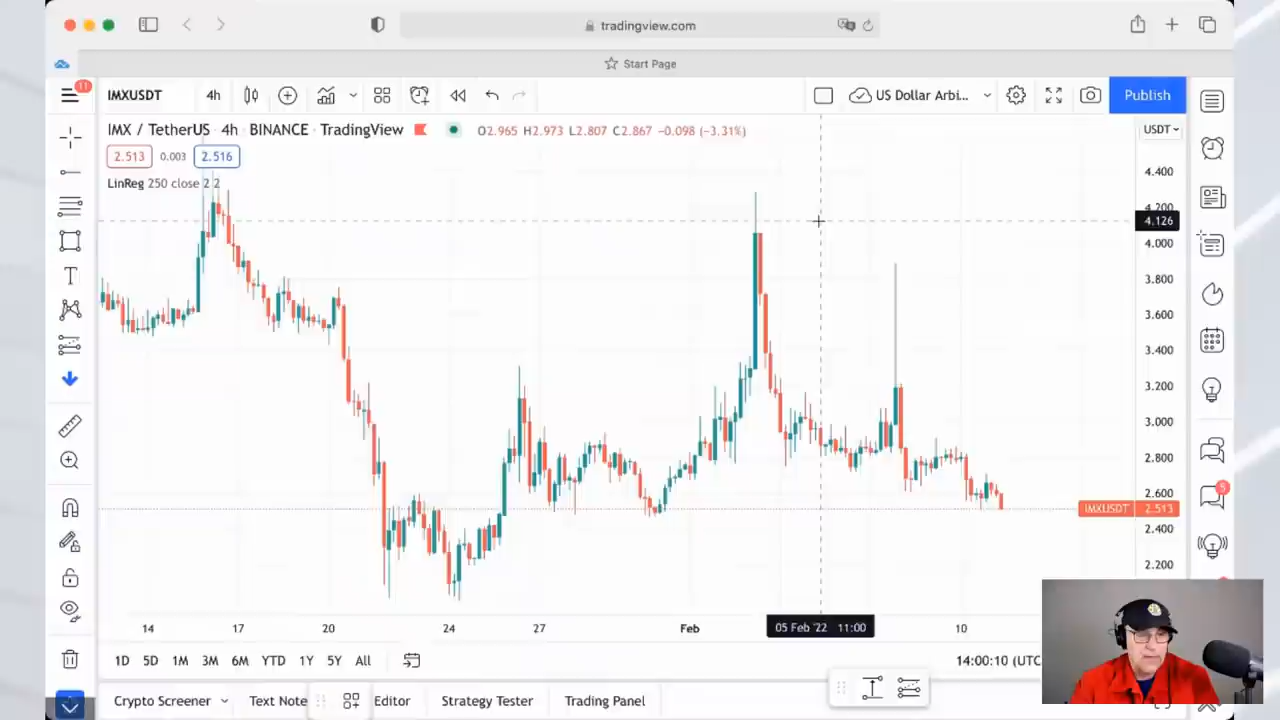 tradingview.com
Start Page
11
IMXUSDT 4h US Dollar Arbi... Publish
IMX / TetherUS · 4h · BINANCE · TradingView O2.965 H2.973 L2.807 C2.867 −0.098 (−3.31%) USDT
2.513 0.003 2.516
LinReg 250 close 2 2
4.400
4.200
4.126
4.000
3.800
3.600
3.400
3.200
3.000
2.800
2.600
5
IMXUSDT 2.513
2.400
2.200
14 17 20 24 27 Feb 05 Feb '22 11:00 10
1D 5D 1M 3M 6M YTD 1Y 5Y All 14:00:10 (UTC
Crypto Screener Text Note Editor Strategy Tester Trading Panel